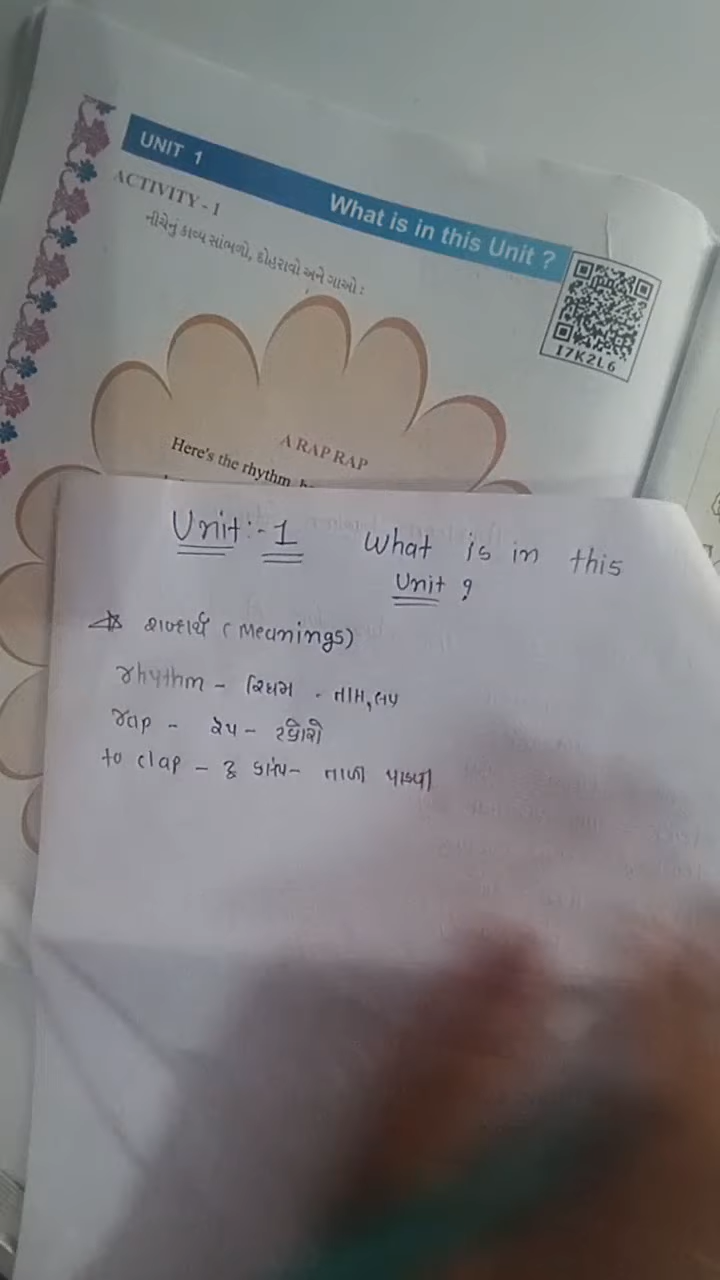 UNIT 1
What is in this Unit ?
ACTIVITY - 1
નીચેનું કાવ્ય સાંભળો, દોહરાવો અને ગાઓ :
I7K2L6
A RAP RAP
Here's the rhythm,
Unit:- 1 What is in this
Unit ?
શબ્દાર્થ (Meanings)
rhythm - રિધમ - તાલ, લય
rap - રેપ - ટકોરો
to clap - ટુ ક્લેપ - તાળી પાડવી